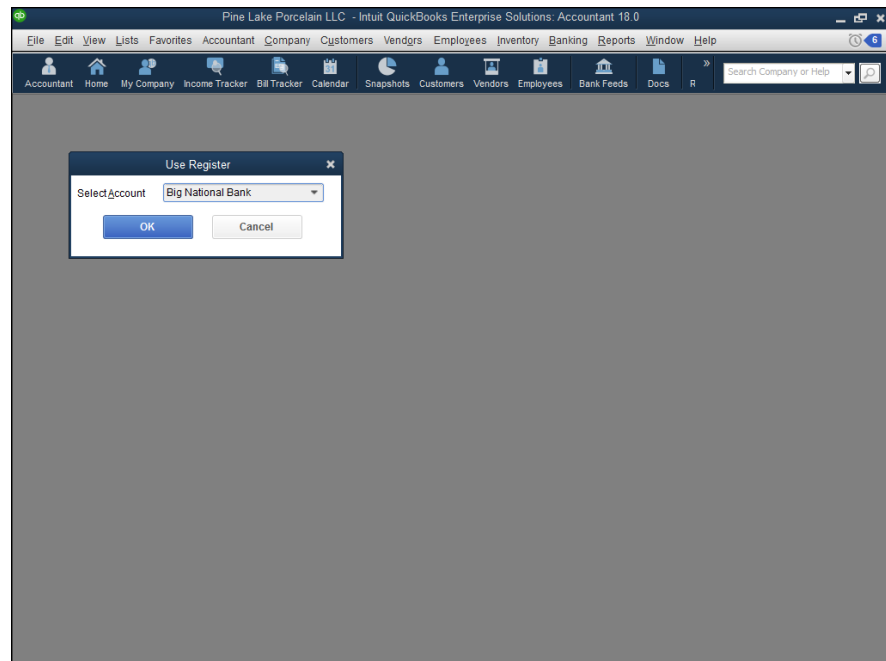 qb Pine Lake Porcelain LLC - Intuit QuickBooks Enterprise Solutions: Accountant 18.0
File Edit View Lists Favorites Accountant Company Customers Vendors Employees Inventory Banking Reports Window Help 6
31 »
Accountant Home My Company Income Tracker Bill Tracker Calendar Snapshots Customers Vendors Employees Bank Feeds Docs R Search Company or Help
Use Register
Select Account Big National Bank
OK Cancel